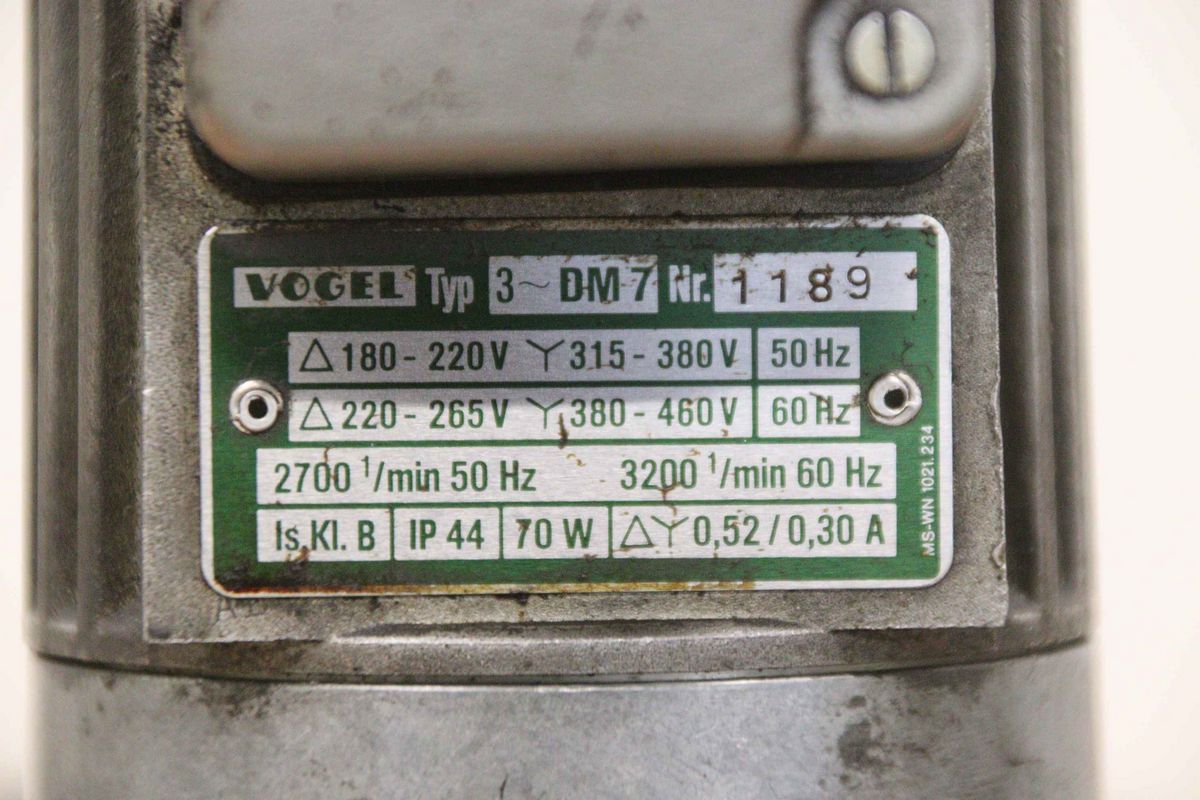 VOGEL Typ 3~ DM 7 Nr. 1189
△ 180 - 220 V Y 315 - 380 V 50 Hz
△ 220 - 265 V Y 380 - 460 V 60 Hz
2700 1/min 50 Hz 3200 1/min 60 Hz
Is. Kl. B IP 44 70 W △ Y 0,52 / 0,30 A
MS-WN 1021.234